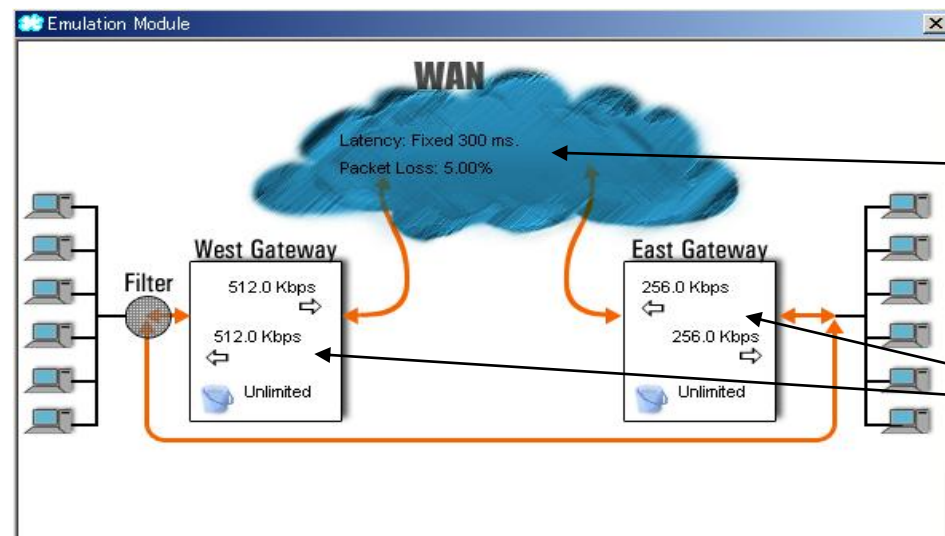 Emulation Module
WAN
Latency: Fixed 300 ms.
Packet Loss: 5.00%
West Gateway
East Gateway
Filter
512.0 Kbps
512.0 Kbps
Unlimited
256.0 Kbps
256.0 Kbps
Unlimited